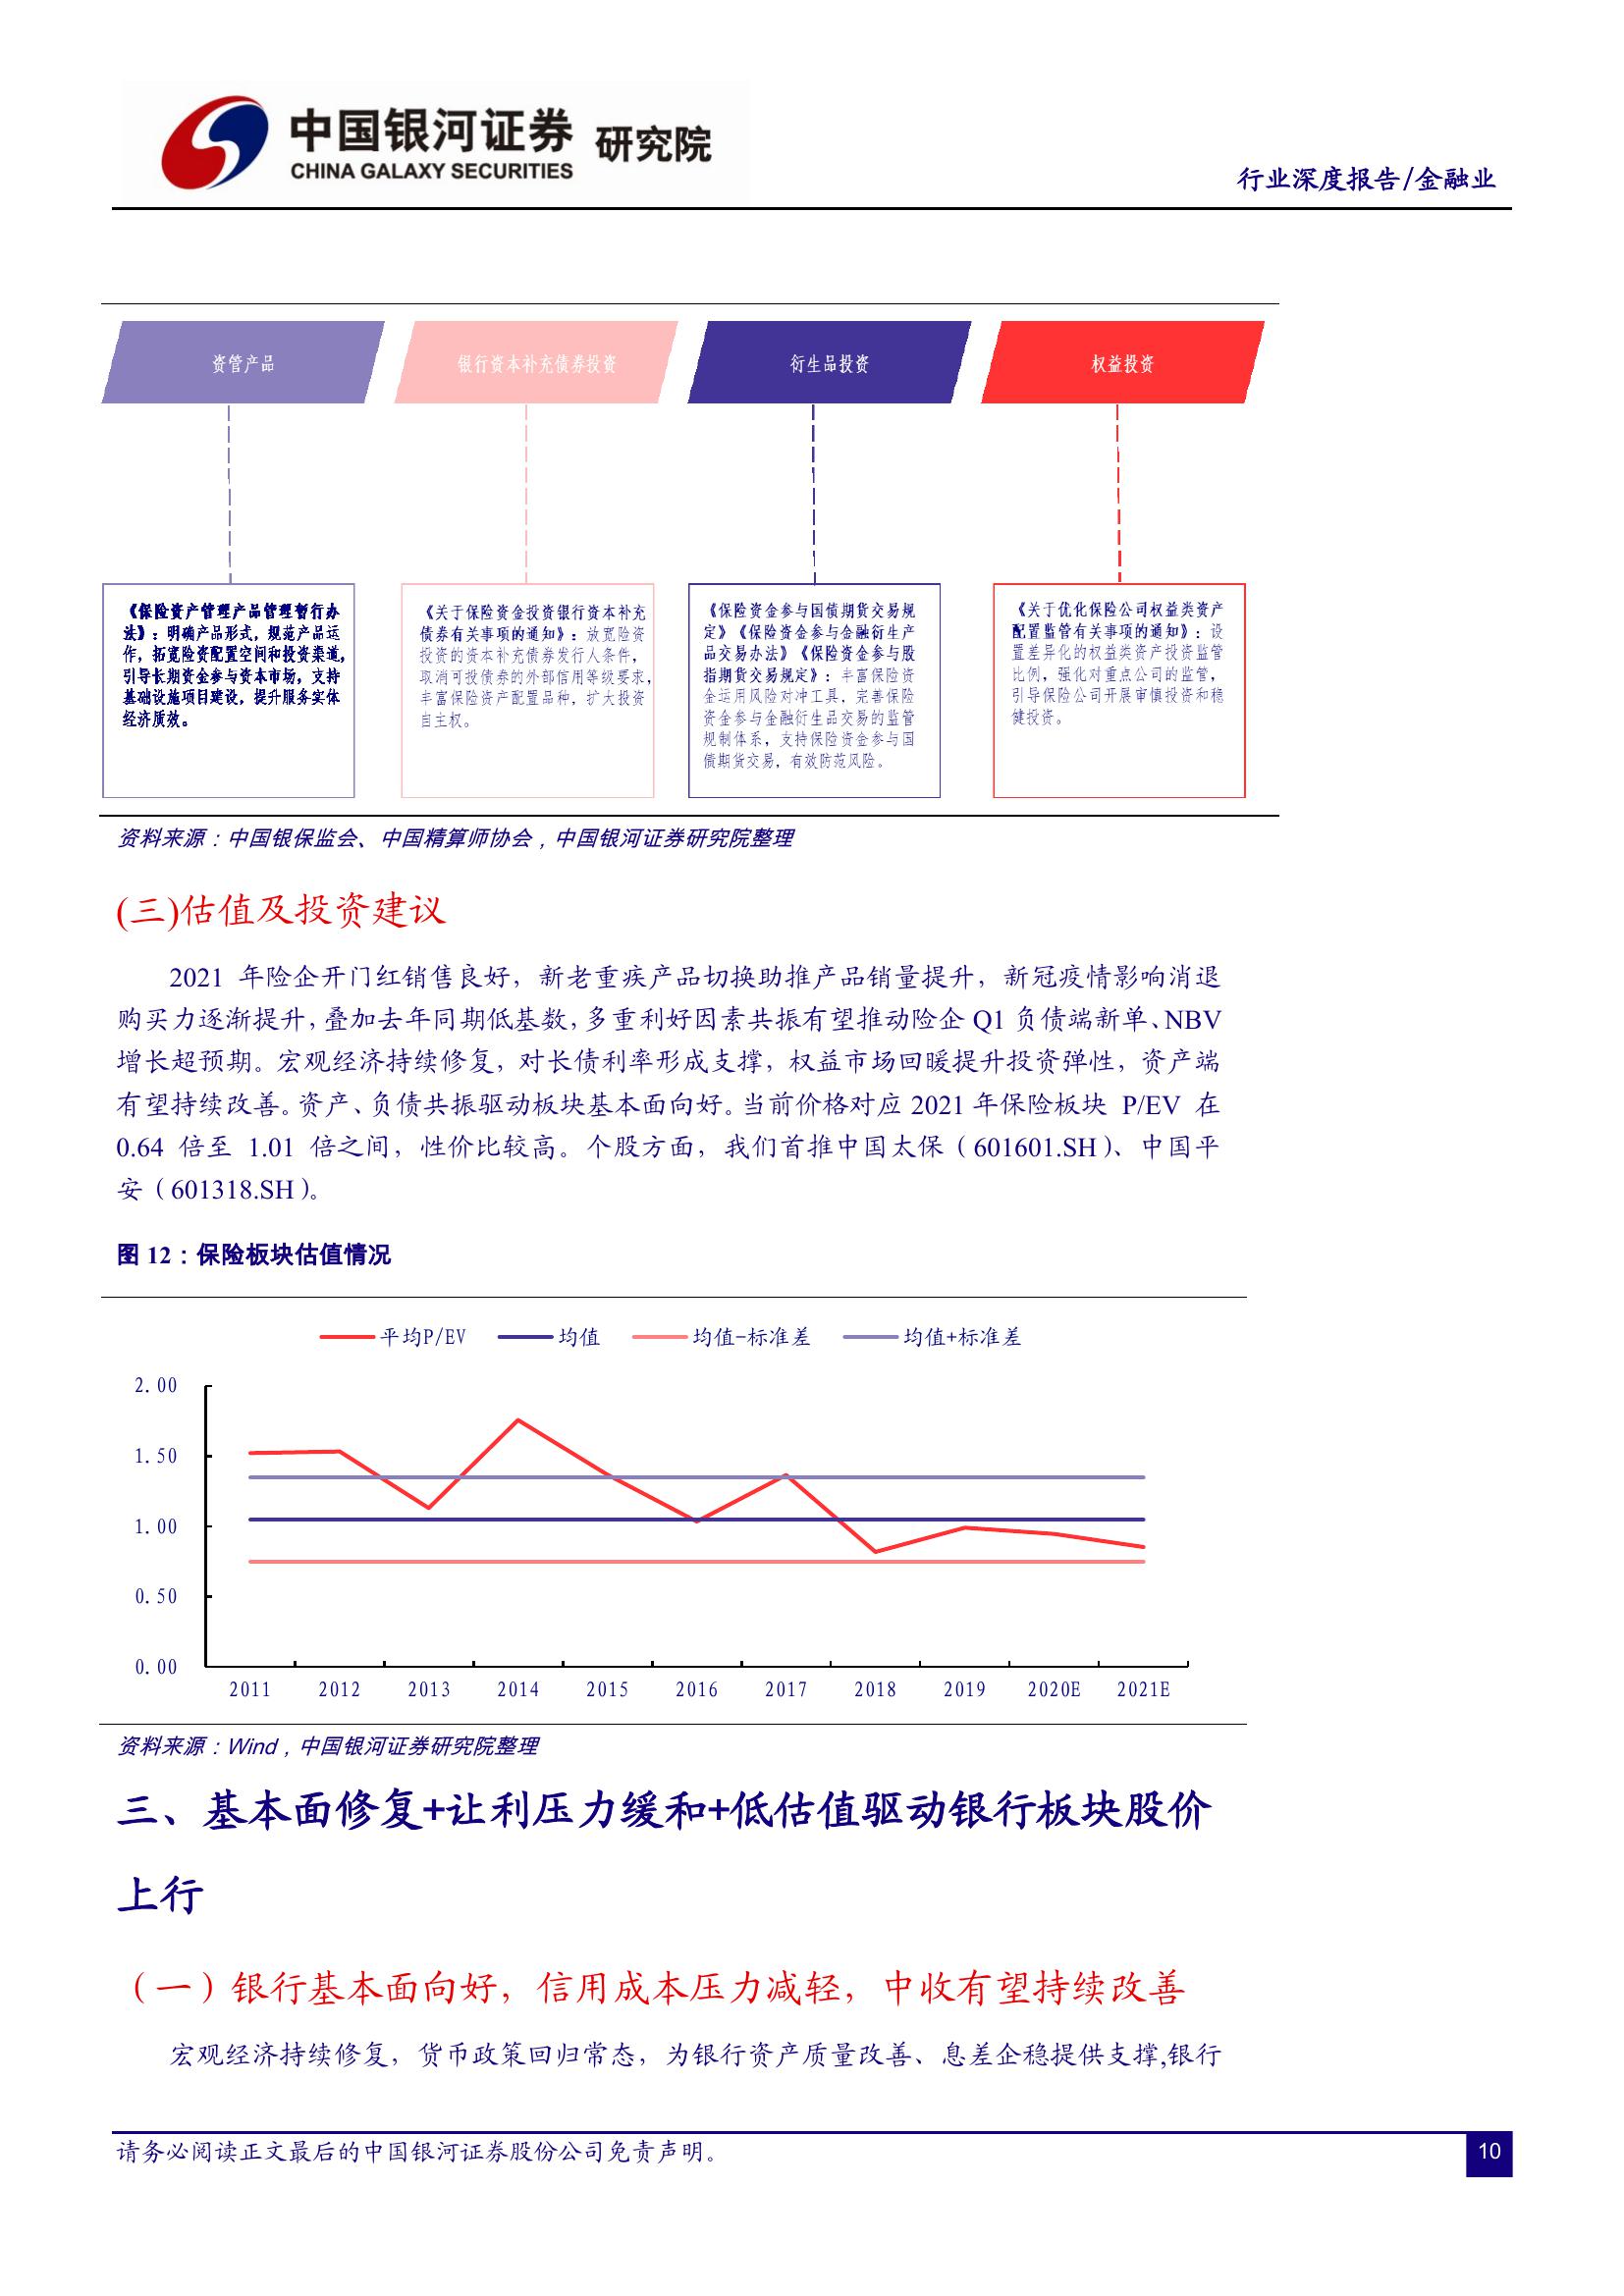 中国银河证券 研究院
CHINA GALAXY SECURITIES
行业深度报告/金融业
资管产品
银行资本补充债券投资
衍生品投资
权益投资
《保险资产管理产品管理暂行办
法》：明确产品形式，规范产品运
作，拓宽险资配置空间和投资渠道，
引导长期资金参与资本市场，支持
基础设施项目建设，提升服务实体
经济质效。
《关于保险资金投资银行资本补充
债券有关事项的通知》：放宽险资
投资的资本补充债券发行人条件，
取消可投债券的外部信用等级要求，
丰富保险资产配置品种，扩大投资
自主权。
《保险资金参与国债期货交易规
定》《保险资金参与金融衍生产
品交易办法》《保险资金参与股
指期货交易规定》：丰富保险资
金运用风险对冲工具，完善保险
资金参与金融衍生品交易的监管
规制体系，支持保险资金参与国
债期货交易，有效防范风险。
《关于优化保险公司权益类资产
配置监管有关事项的通知》：设
置差异化的权益类资产投资监管
比例，强化对重点公司的监管，
引导保险公司开展审慎投资和稳
健投资。
资料来源：中国银保监会、中国精算师协会，中国银河证券研究院整理
(三)估值及投资建议
2021 年险企开门红销售良好，新老重疾产品切换助推产品销量提升，新冠疫情影响消退
购买力逐渐提升，叠加去年同期低基数，多重利好因素共振有望推动险企 Q1 负债端新单、NBV
增长超预期。宏观经济持续修复，对长债利率形成支撑，权益市场回暖提升投资弹性，资产端
有望持续改善。资产、负债共振驱动板块基本面向好。当前价格对应 2021 年保险板块 P/EV 在
0.64 倍至 1.01 倍之间，性价比较高。个股方面，我们首推中国太保（601601.SH）、中国平
安（601318.SH）。
图 12：保险板块估值情况
平均P/EV 均值 均值-标准差 均值+标准差
2.00
1.50
1.00
0.50
0.00
2011 2012 2013 2014 2015 2016 2017 2018 2019 2020E 2021E
资料来源：Wind，中国银河证券研究院整理
三、基本面修复+让利压力缓和+低估值驱动银行板块股价
上行
（一）银行基本面向好，信用成本压力减轻，中收有望持续改善
宏观经济持续修复，货币政策回归常态，为银行资产质量改善、息差企稳提供支撑,银行
请务必阅读正文最后的中国银河证券股份公司免责声明。
10